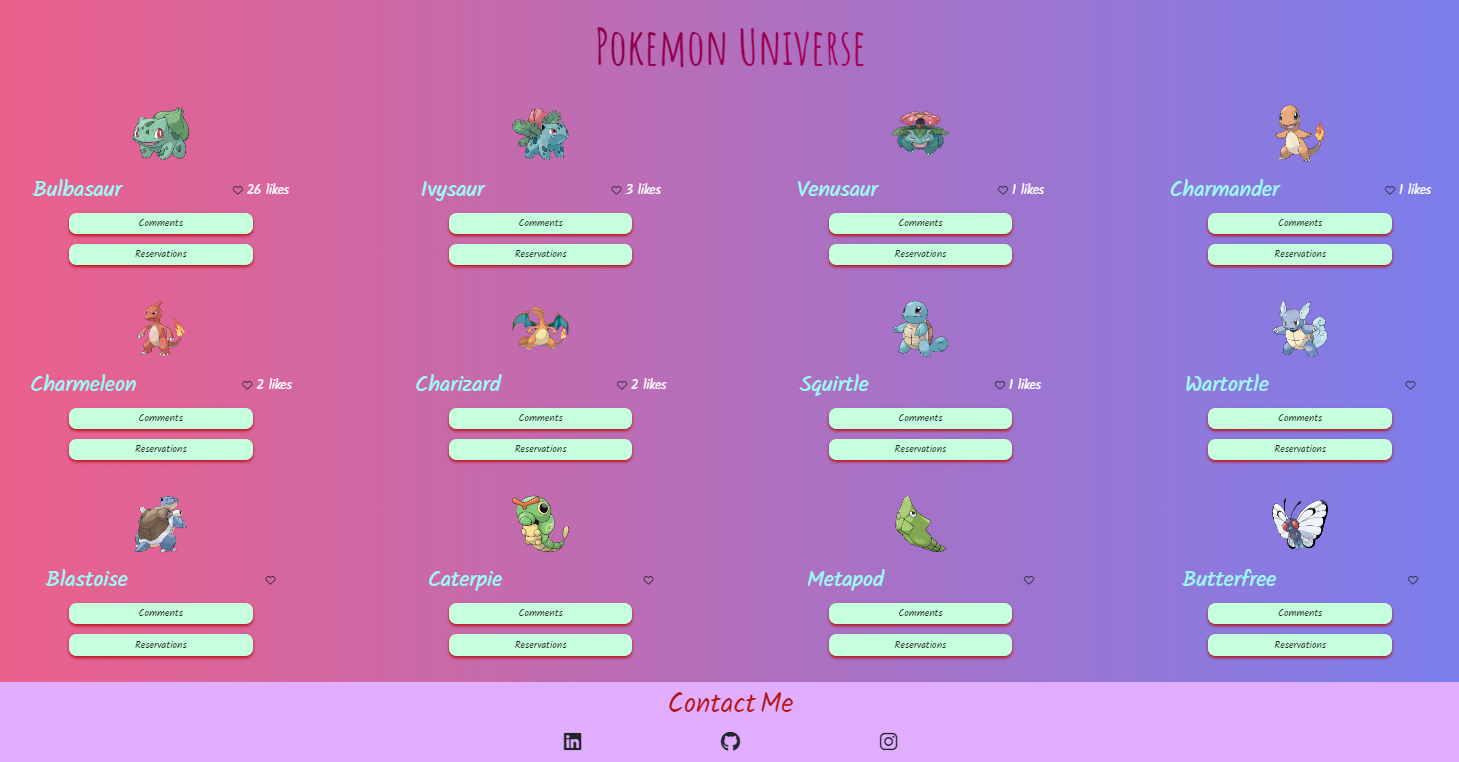 Pokemon Universe
Bulbasaur 26 likes
Ivysaur 3 likes
Venusaur 1 likes
Charmander 1 likes
Comments
Comments
Comments
Comments
Reservations
Reservations
Reservations
Reservations
Charmeleon 2 likes
Charizard 2 likes
Squirtle 1 likes
Wartortle
Comments
Comments
Comments
Comments
Reservations
Reservations
Reservations
Reservations
Blastoise
Caterpie
Metapod
Butterfree
Comments
Comments
Comments
Comments
Reservations
Reservations
Reservations
Reservations
Contact Me